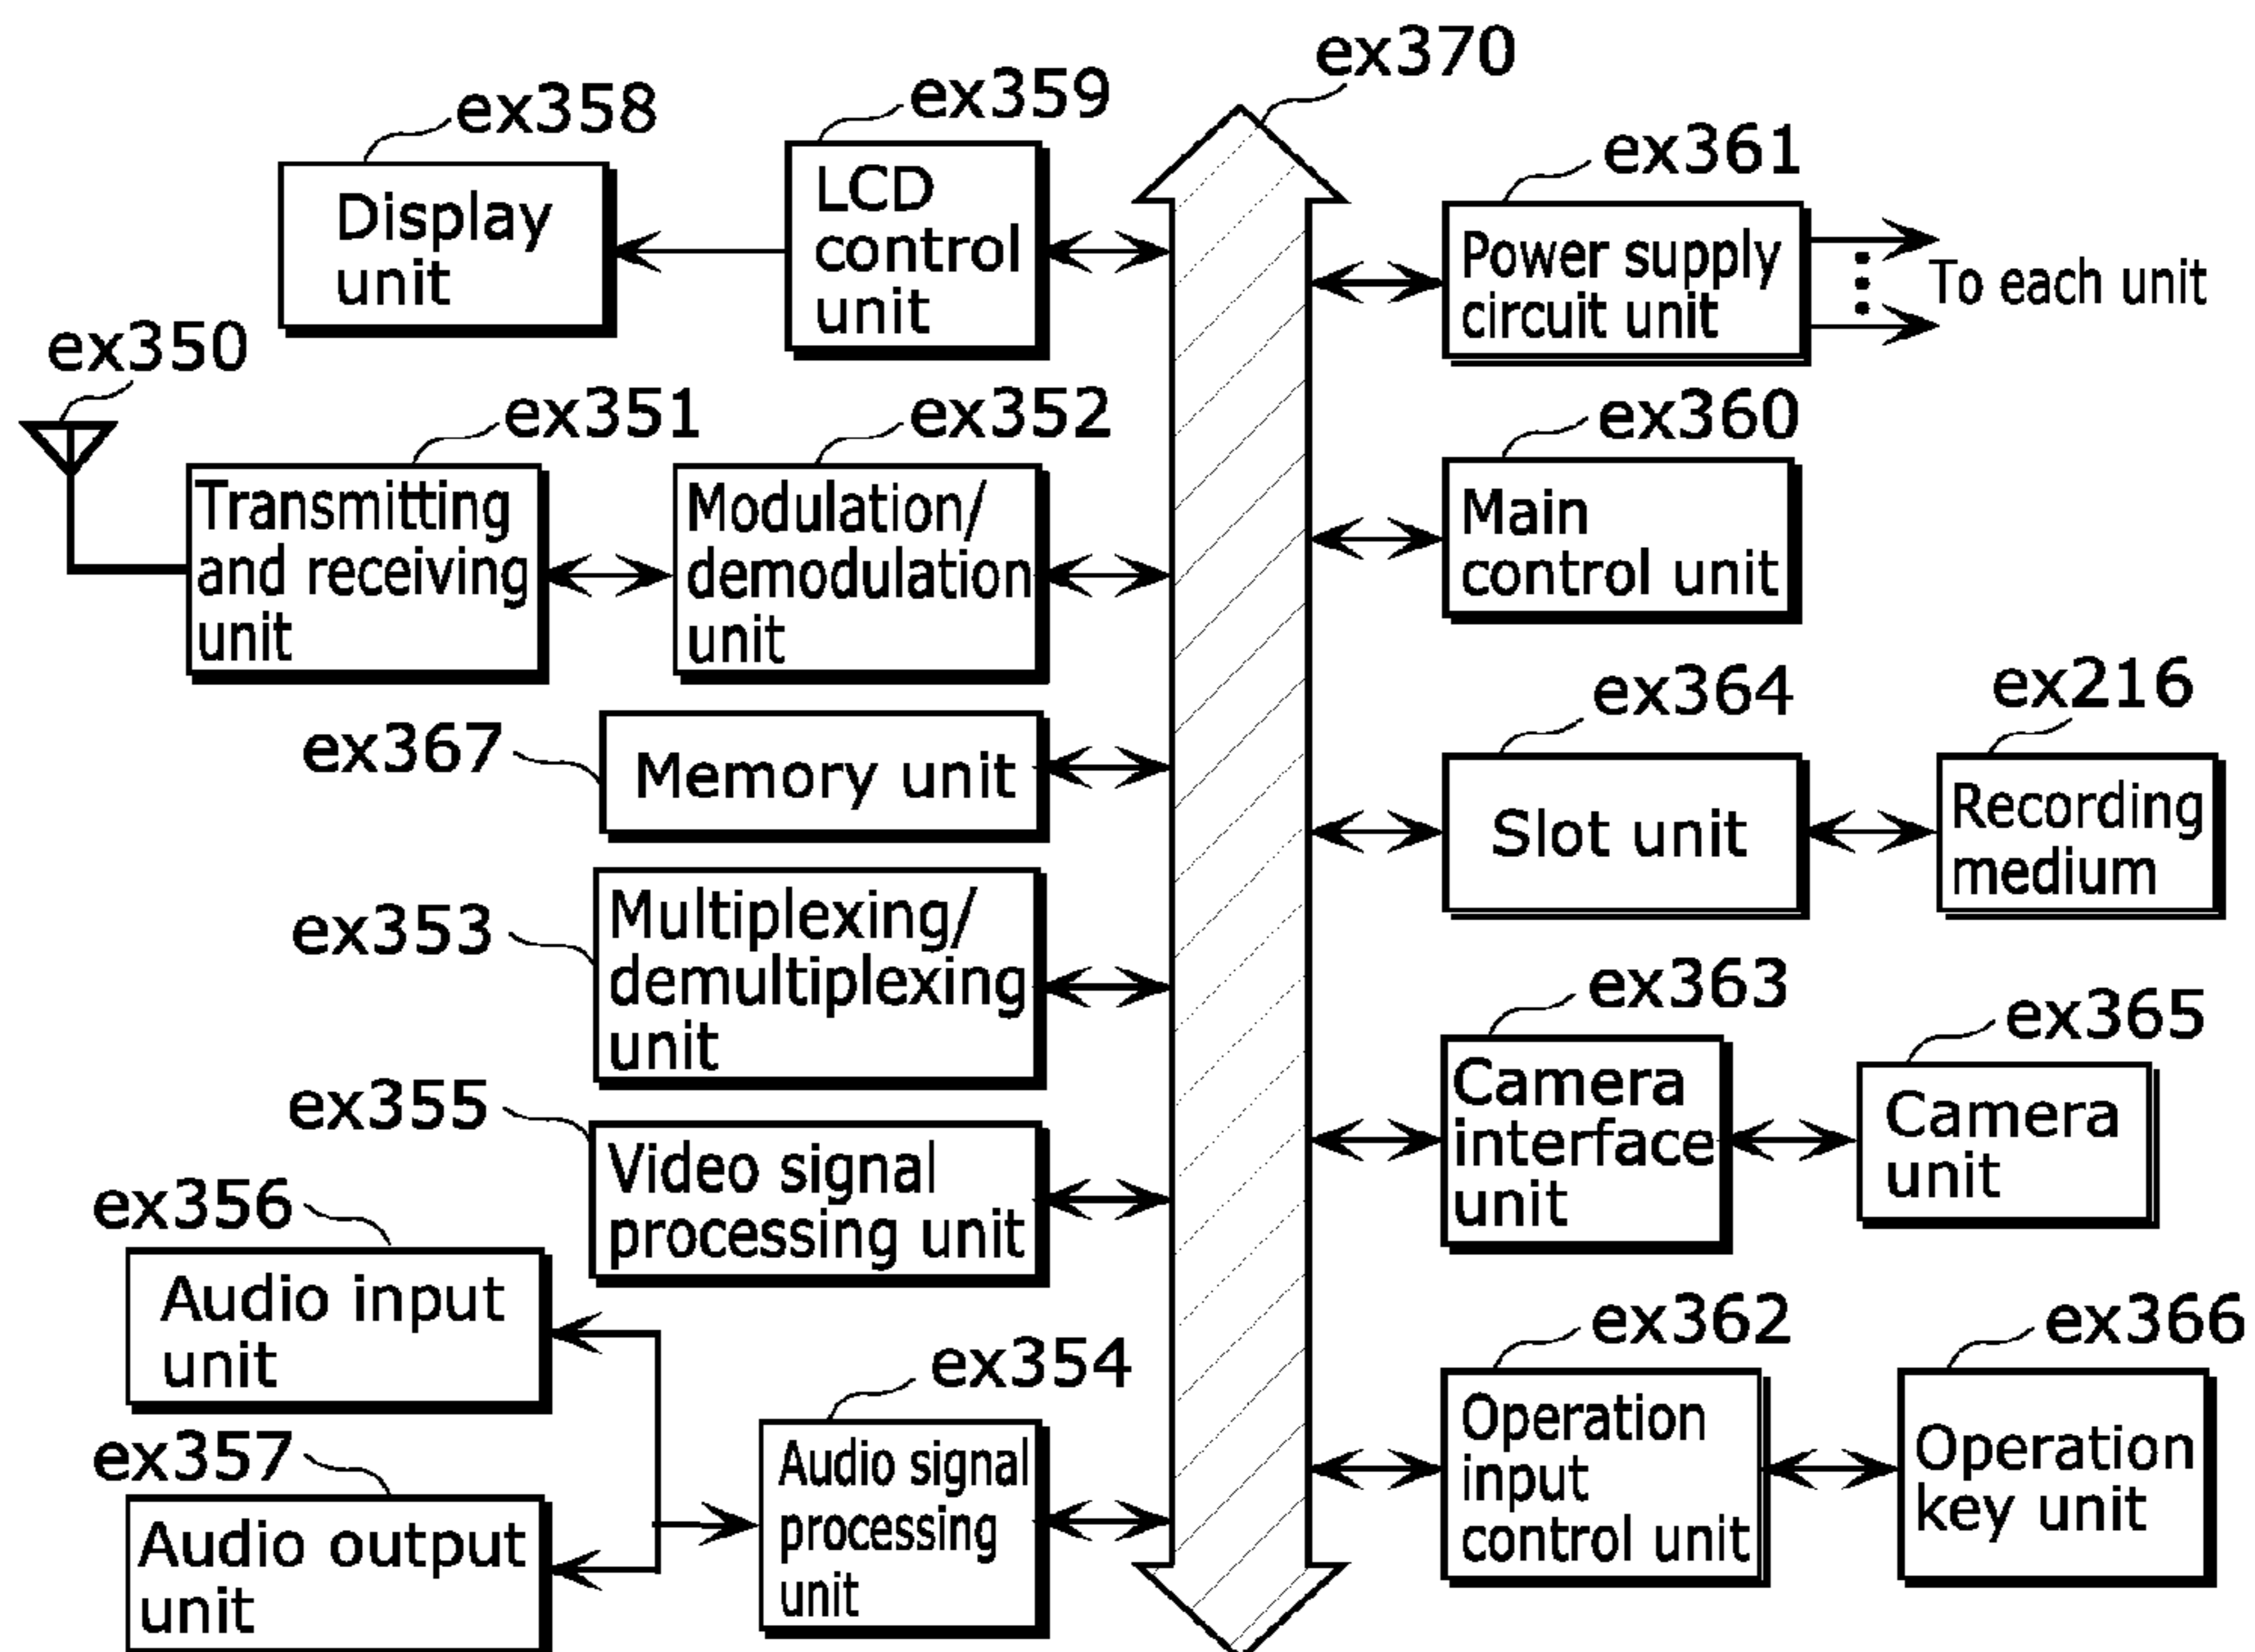 ex370
ex359
ex358
ex361
LCD
control
unit
Display
unit
Power supply
circuit unit
To each unit
ex350
ex351
ex352
ex360
Transmitting
and receiving
unit
Modulation/
demodulation
unit
Main
control unit
ex364
ex216
ex367
Memory unit
Slot unit
Recording
medium
ex353
Multiplexing/
demultiplexing
unit
ex363
ex365
Camera
interface
unit
Camera
unit
ex355
Video signal
processing unit
ex356
Audio input
unit
ex362
ex366
ex354
Operation
input
control unit
Operation
key unit
ex357
Audio output
unit
Audio signal
processing
unit